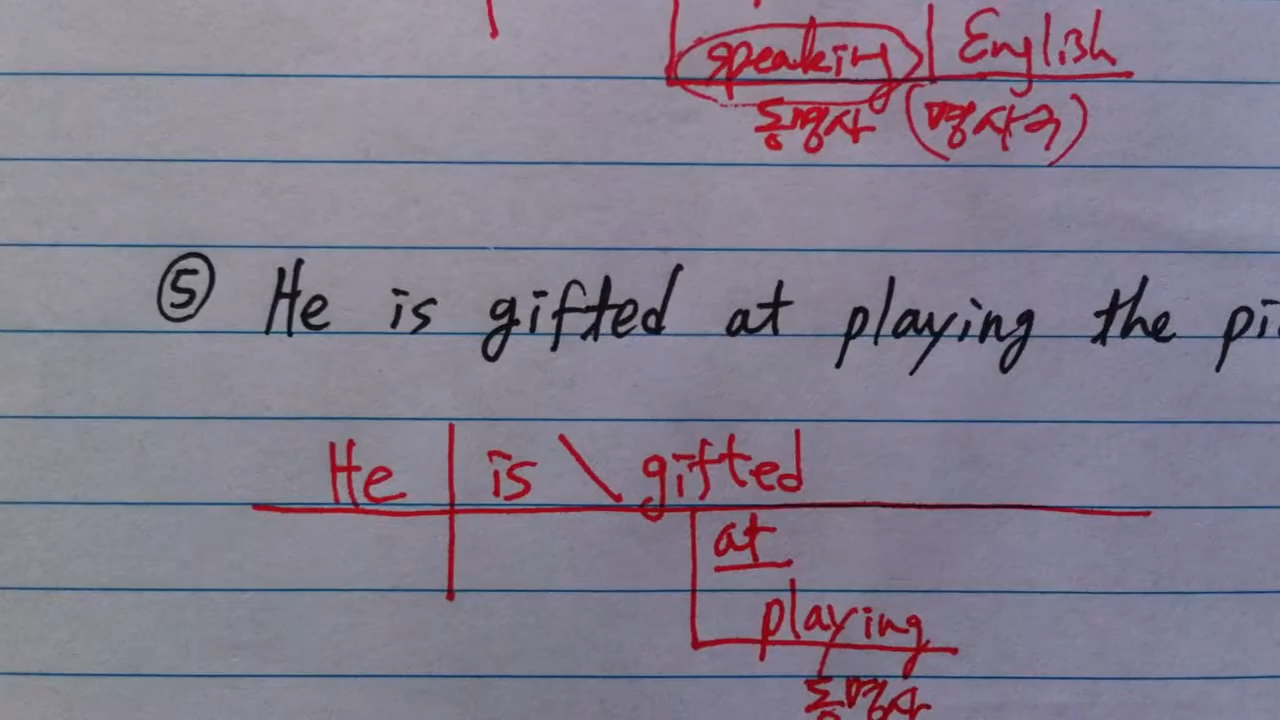 speaking English
동명사 (명사구)
⑤ He is gifted at playing the pi
He is \ gifted
at
playing
동명사